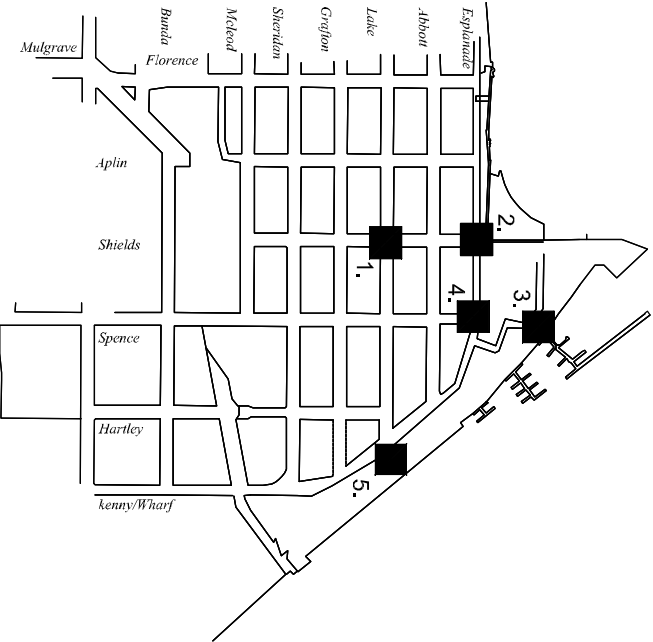 Bunda
Mcleod
Sheridan
Grafton
Lake
Abbott
Esplanade
Mulgrave
Florence
Aplin
2.
Shields
1.
4.
3.
Spence
Hartley
5.
kenny/Wharf